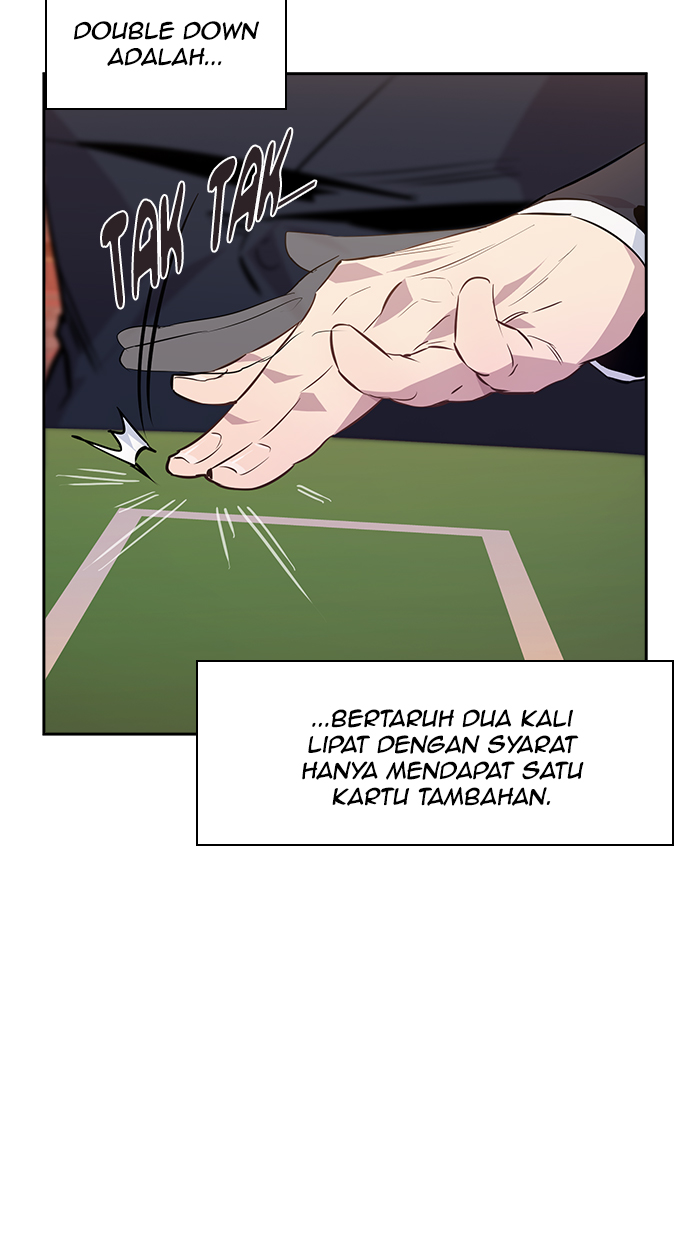 DOUBLE DOWN
ADALAH...
TAK TAK
...BERTARUH DUA KALI
LIPAT DENGAN SYARAT
HANYA MENDAPAT SATU
KARTU TAMBAHAN.